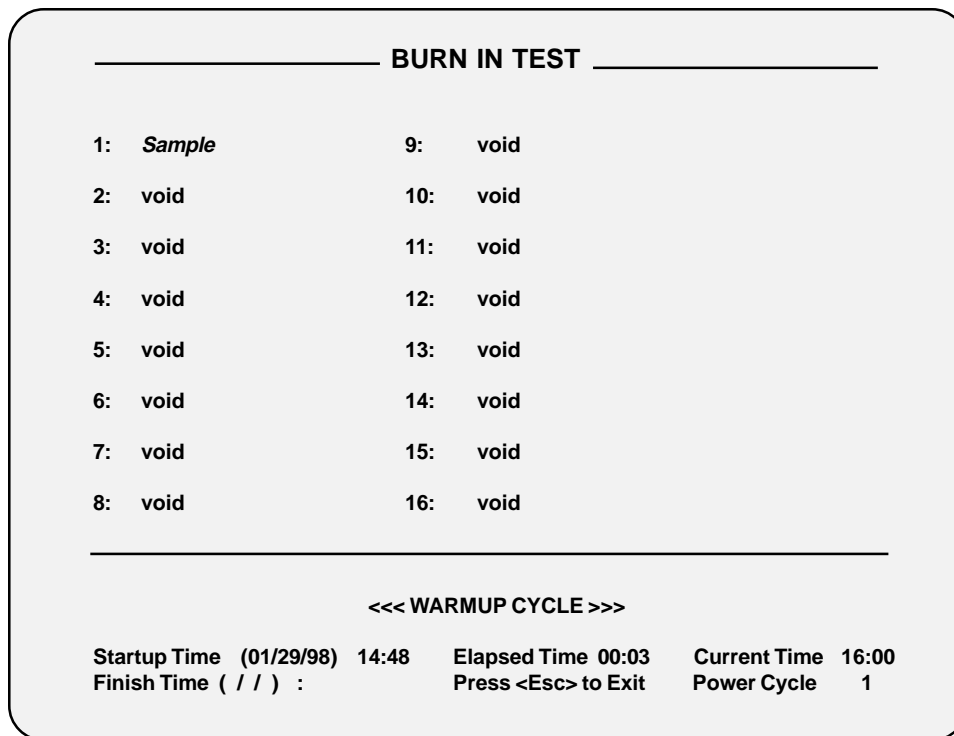 BURN IN TEST
1: Sample 9: void
2: void 10: void
3: void 11: void
4: void 12: void
5: void 13: void
6: void 14: void
7: void 15: void
8: void 16: void
<<< WARMUP CYCLE >>>
Startup Time (01/29/98) 14:48 Elapsed Time 00:03 Current Time 16:00
Finish Time ( / / ) : Press <Esc> to Exit Power Cycle 1